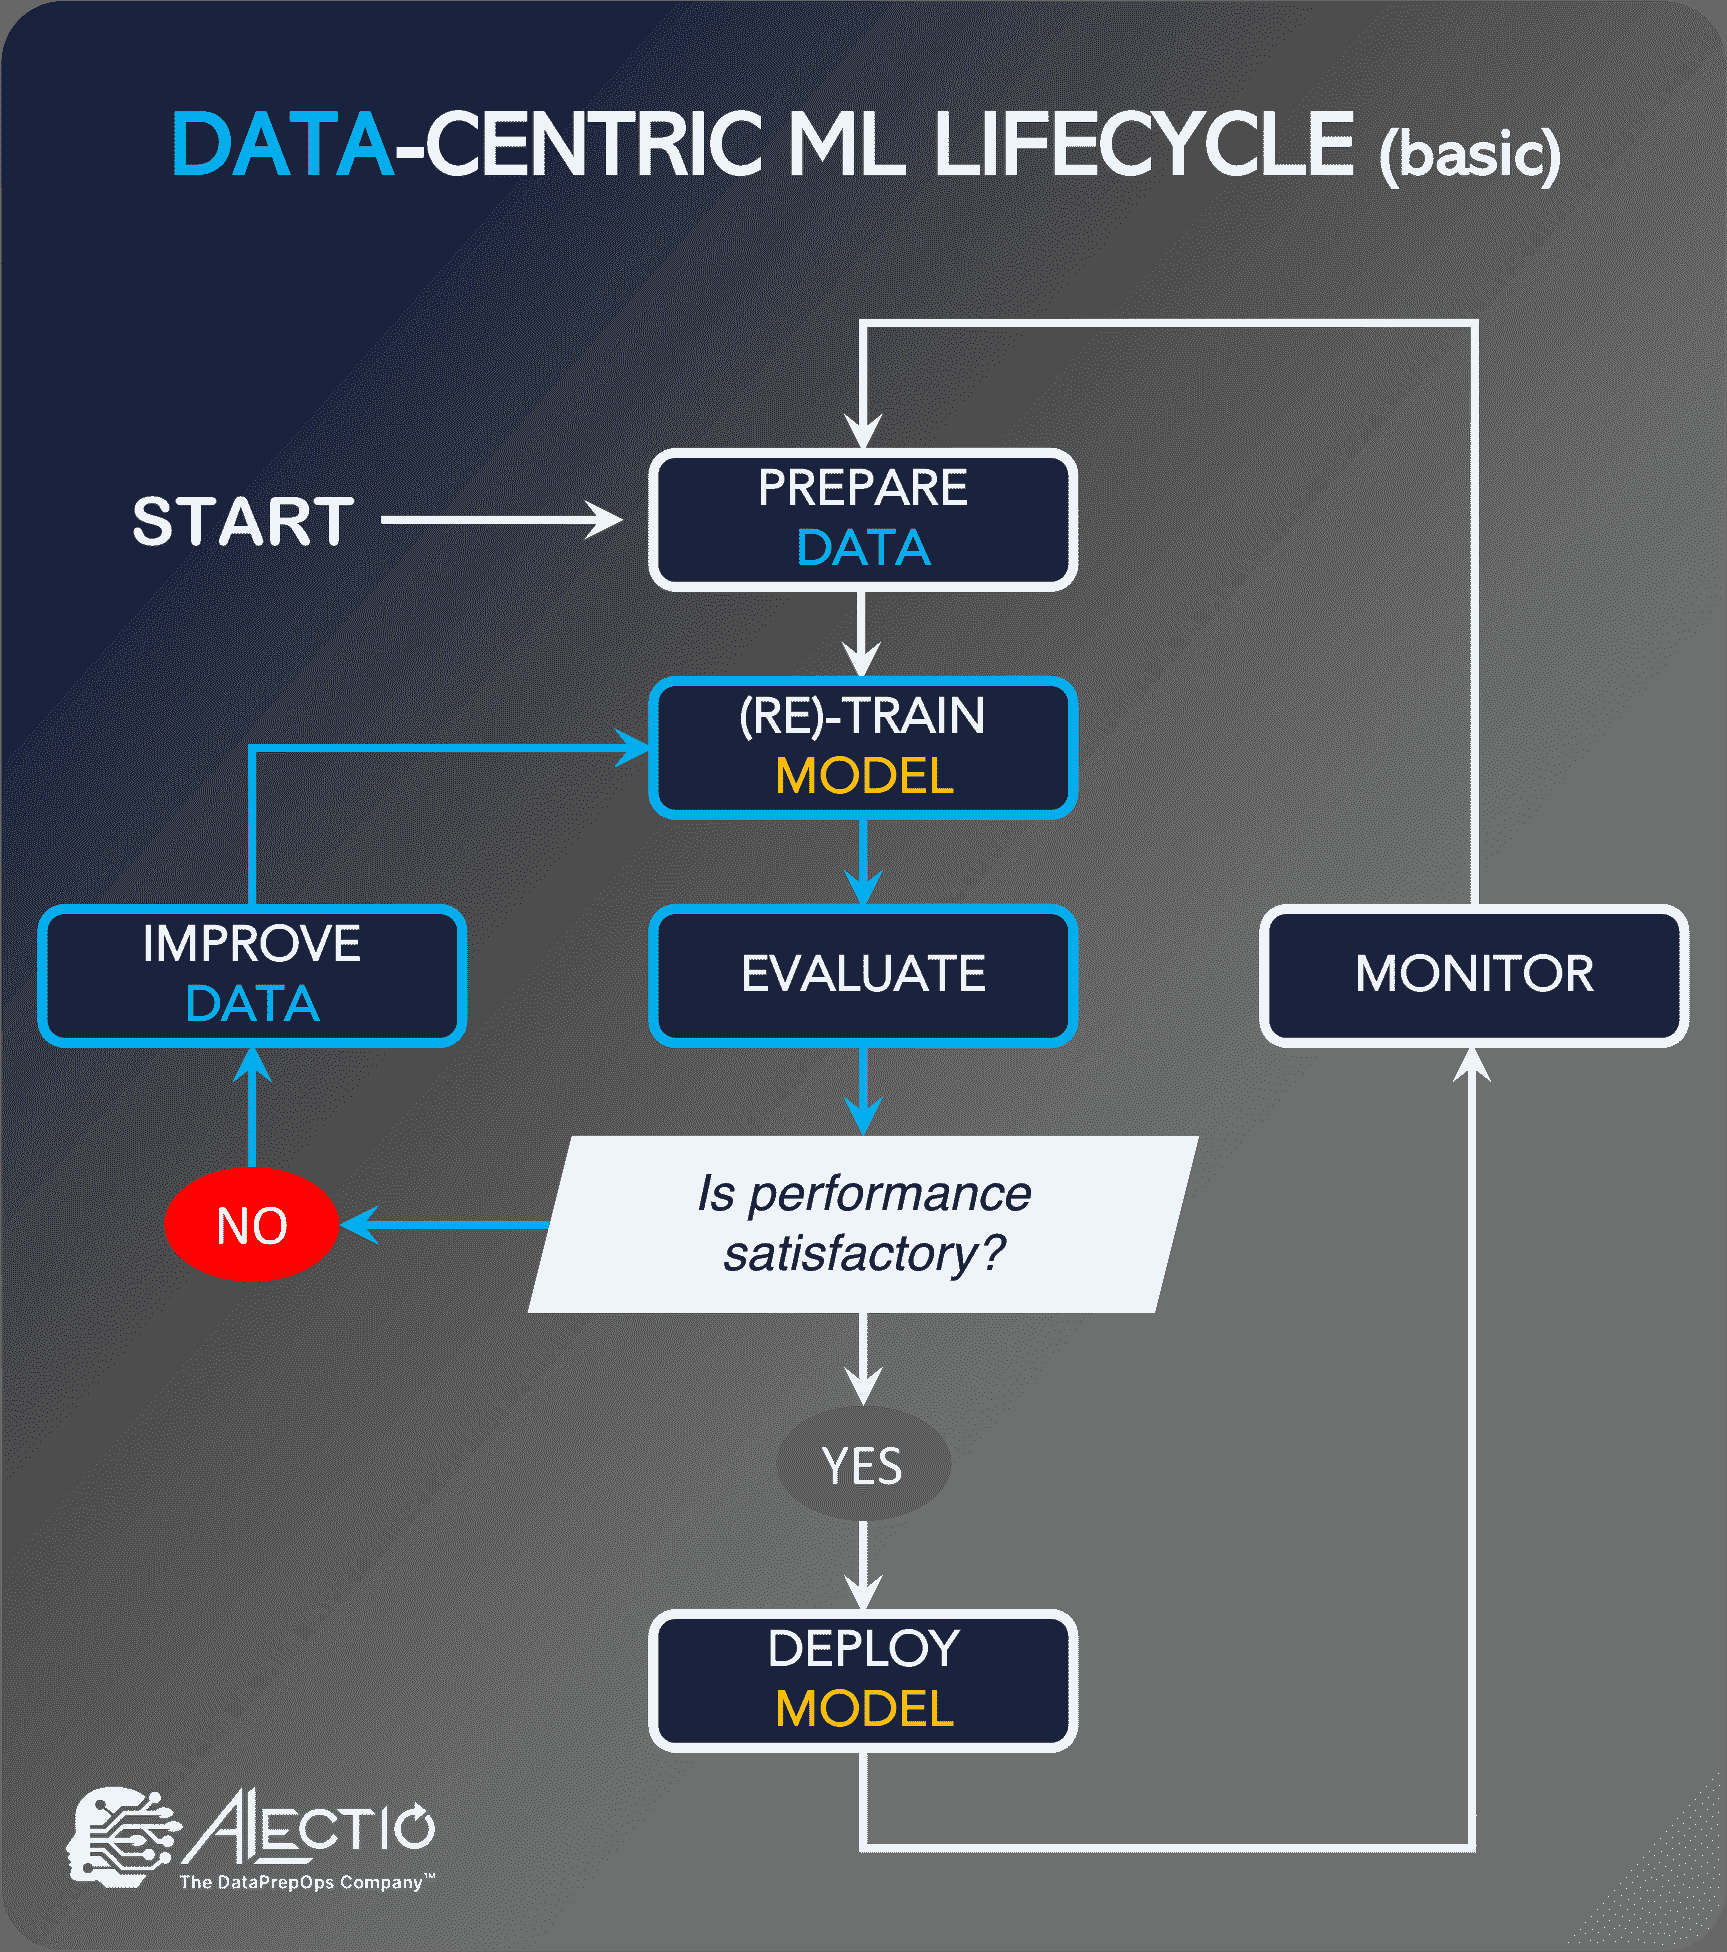 DATA-CENTRIC ML LIFECYCLE (basic)
START
PREPARE
DATA
(RE)-TRAIN
MODEL
IMPROVE
DATA
EVALUATE
MONITOR
Is performance
satisfactory?
NO
YES
DEPLOY
MODEL
ALECTIO
The DataPrepOps Company™